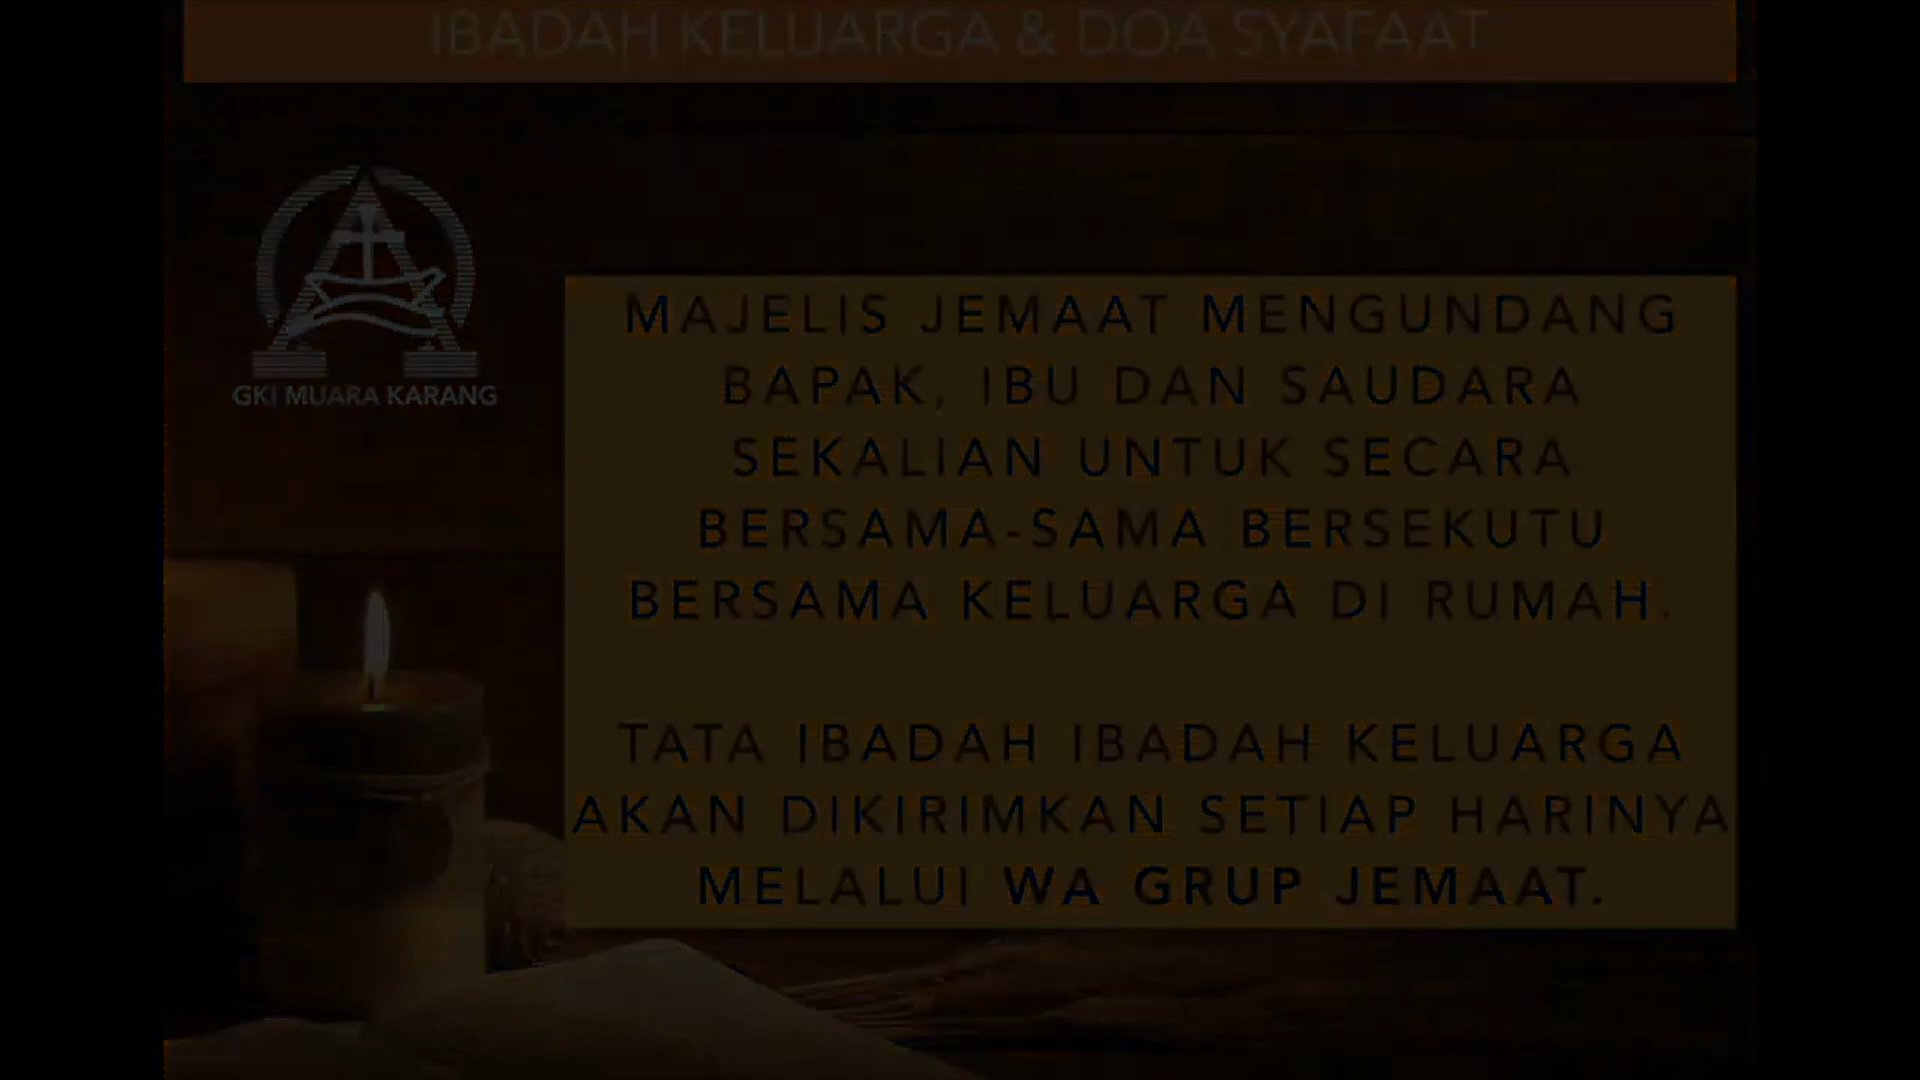 IBADAH KELUARGA & DOA SYAFAAT
GKI MUARA KARANG
MAJELIS JEMAAT MENGUNDANG
BAPAK, IBU DAN SAUDARA
SEKALIAN UNTUK SECARA
BERSAMA-SAMA BERSEKUTU
BERSAMA KELUARGA DI RUMAH.
TATA IBADAH IBADAH KELUARGA
AKAN DIKIRIMKAN SETIAP HARINYA
MELALUI WA GRUP JEMAAT.